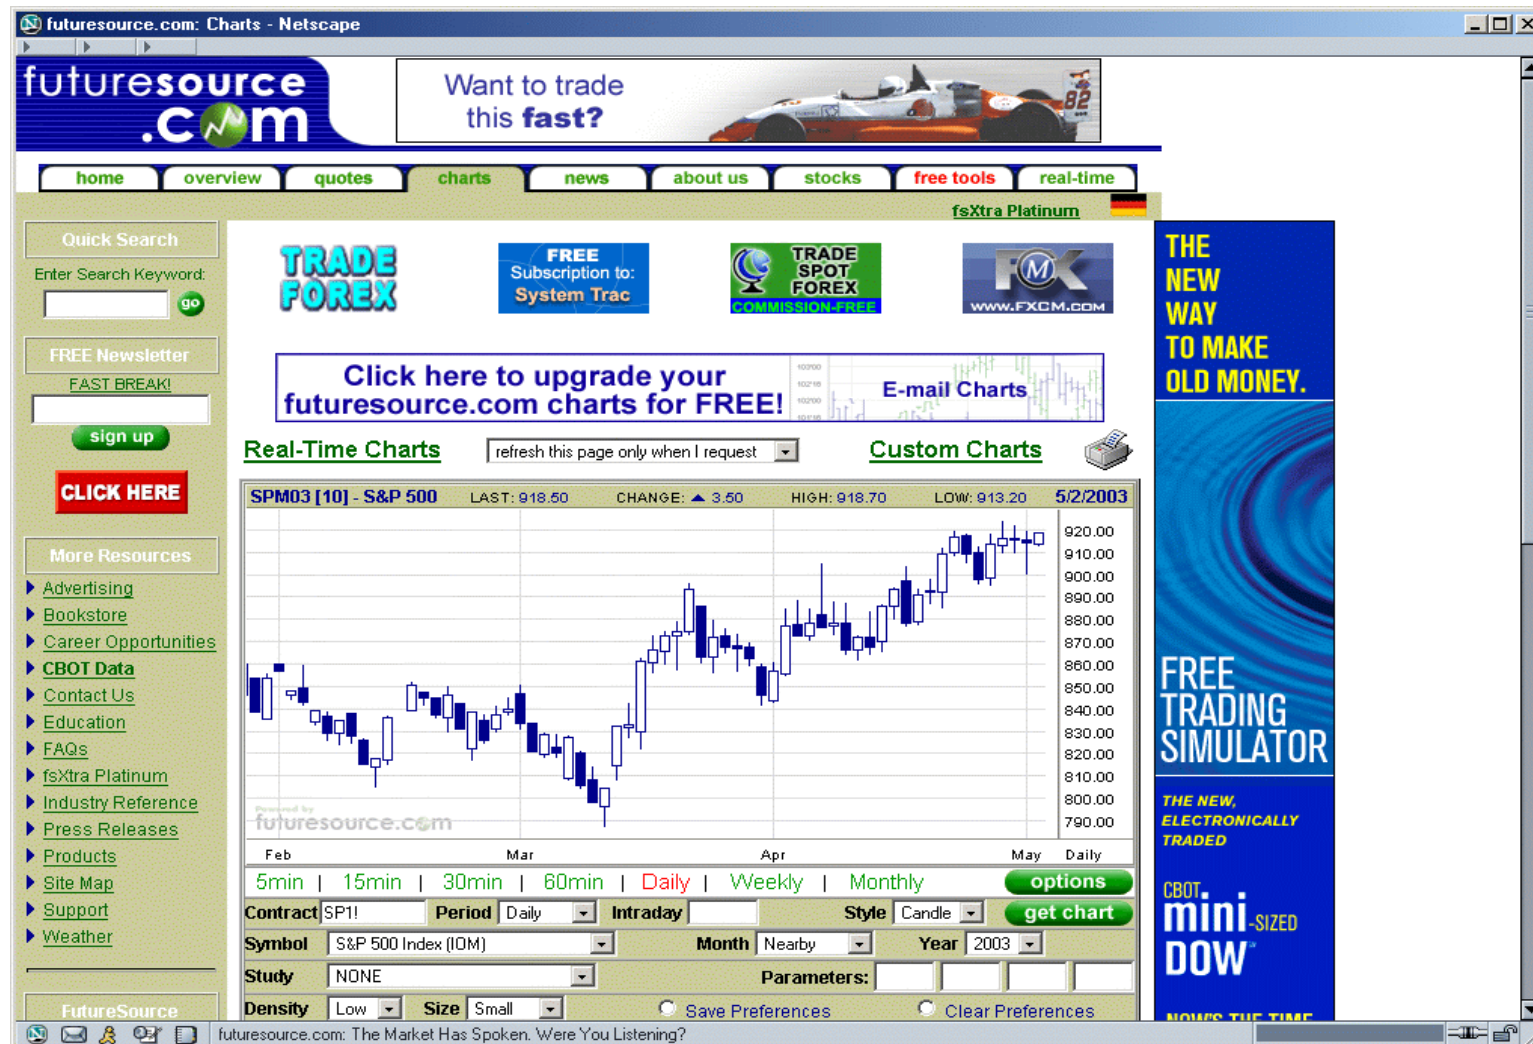 futuresource.com: Charts - Netscape
futuresource
.com
Want to trade
this fast?
82
home overview quotes charts news about us stocks free tools real-time
fsXtra Platinum
Quick Search
Enter Search Keyword:
go
FREE Newsletter
FAST BREAK!
sign up
CLICK HERE
More Resources
Advertising
Bookstore
Career Opportunities
CBOT Data
Contact Us
Education
FAQs
fsXtra Platinum
Industry Reference
Press Releases
Products
Site Map
Support
Weather
FutureSource
TRADE
FOREX
FREE
Subscription to:
System Trac
TRADE
SPOT
FOREX
COMMISSION-FREE
FXCM
WWW.FXCM.COM
Click here to upgrade your
futuresource.com charts for FREE!
E-mail Charts
Real-Time Charts
refresh this page only when I request
Custom Charts
SPM03 [10] - S&P 500 LAST: 918.50 CHANGE: ▲ 3.50 HIGH: 918.70 LOW: 913.20 5/2/2003
920.00
910.00
900.00
890.00
880.00
870.00
860.00
850.00
840.00
830.00
820.00
810.00
800.00
790.00
Powered by
futuresource.com
Feb Mar Apr May Daily
5min | 15min | 30min | 60min | Daily | Weekly | Monthly options
Contract SP1! Period Daily Intraday Style Candle get chart
Symbol S&P 500 Index (IOM) Month Nearby Year 2003
Study NONE Parameters:
Density Low Size Small Save Preferences Clear Preferences
THE
NEW
WAY
TO MAKE
OLD MONEY.
FREE
TRADING
SIMULATOR
THE NEW,
ELECTRONICALLY
TRADED
CBOT
mini-SIZED
DOW
NOW'S THE TIME
futuresource.com: The Market Has Spoken. Were You Listening?